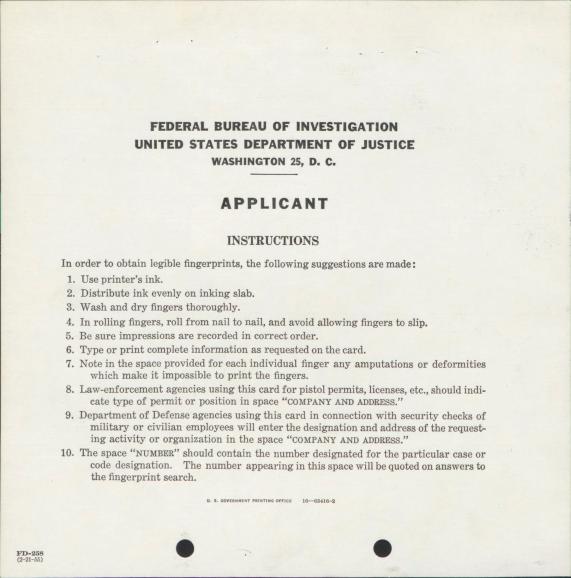 FEDERAL BUREAU OF INVESTIGATION
UNITED STATES DEPARTMENT OF JUSTICE
WASHINGTON 25, D. C.
APPLICANT
INSTRUCTIONS
In order to obtain legible fingerprints, the following suggestions are made:
1. Use printer's ink.
2. Distribute ink evenly on inking slab.
3. Wash and dry fingers thoroughly.
4. In rolling fingers, roll from nail to nail, and avoid allowing fingers to slip.
5. Be sure impressions are recorded in correct order.
6. Type or print complete information as requested on the card.
7. Note in the space provided for each individual finger any amputations or deformities
which make it impossible to print the fingers.
8. Law-enforcement agencies using this card for pistol permits, licenses, etc., should indi-
cate type of permit or position in space "COMPANY AND ADDRESS."
9. Department of Defense agencies using this card in connection with security checks of
military or civilian employees will enter the designation and address of the request-
ing activity or organization in the space "COMPANY AND ADDRESS."
10. The space "NUMBER" should contain the number designated for the particular case or
code designation. The number appearing in this space will be quoted on answers to
the fingerprint search.
U. S. GOVERNMENT PRINTING OFFICE 16—63416-2
FD-258
(2-21-55)